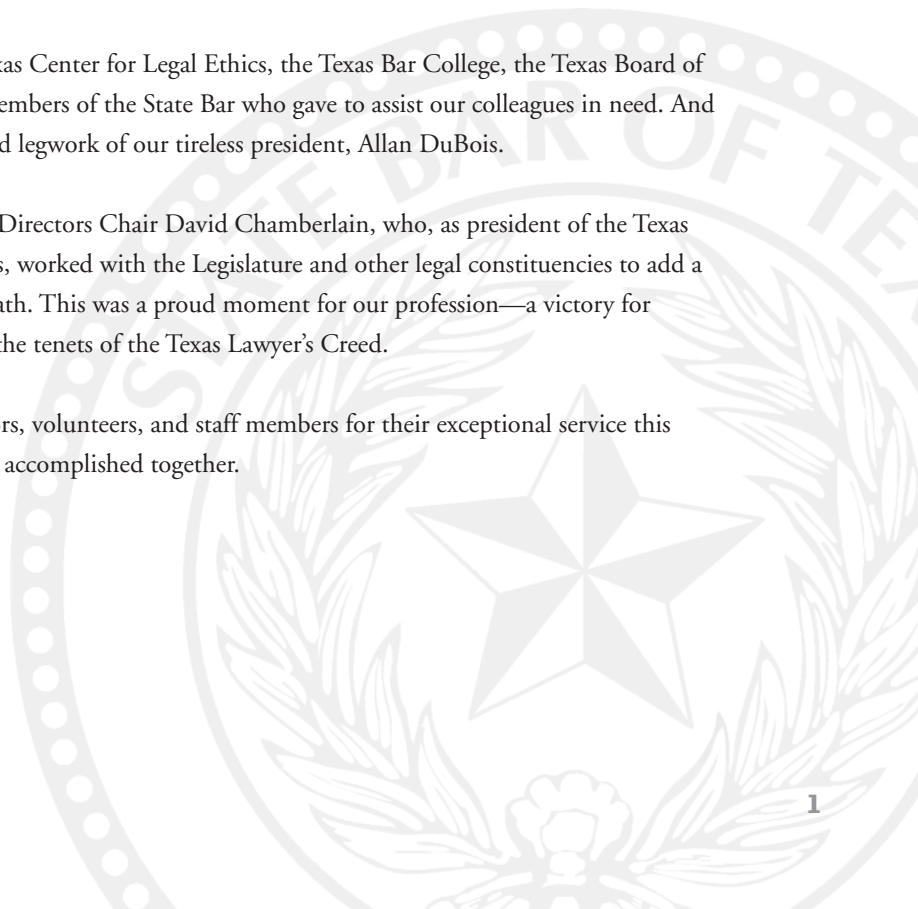 xas Center for Legal Ethics, the Texas Bar College, the Texas Board of
embers of the State Bar who gave to assist our colleagues in need. And
d legwork of our tireless president, Allan DuBois.
Directors Chair David Chamberlain, who, as president of the Texas
s, worked with the Legislature and other legal constituencies to add a
ath. This was a proud moment for our profession—a victory for
the tenets of the Texas Lawyer’s Creed.
rs, volunteers, and staff members for their exceptional service this
accomplished together.
STATE BAR OF TEX
1